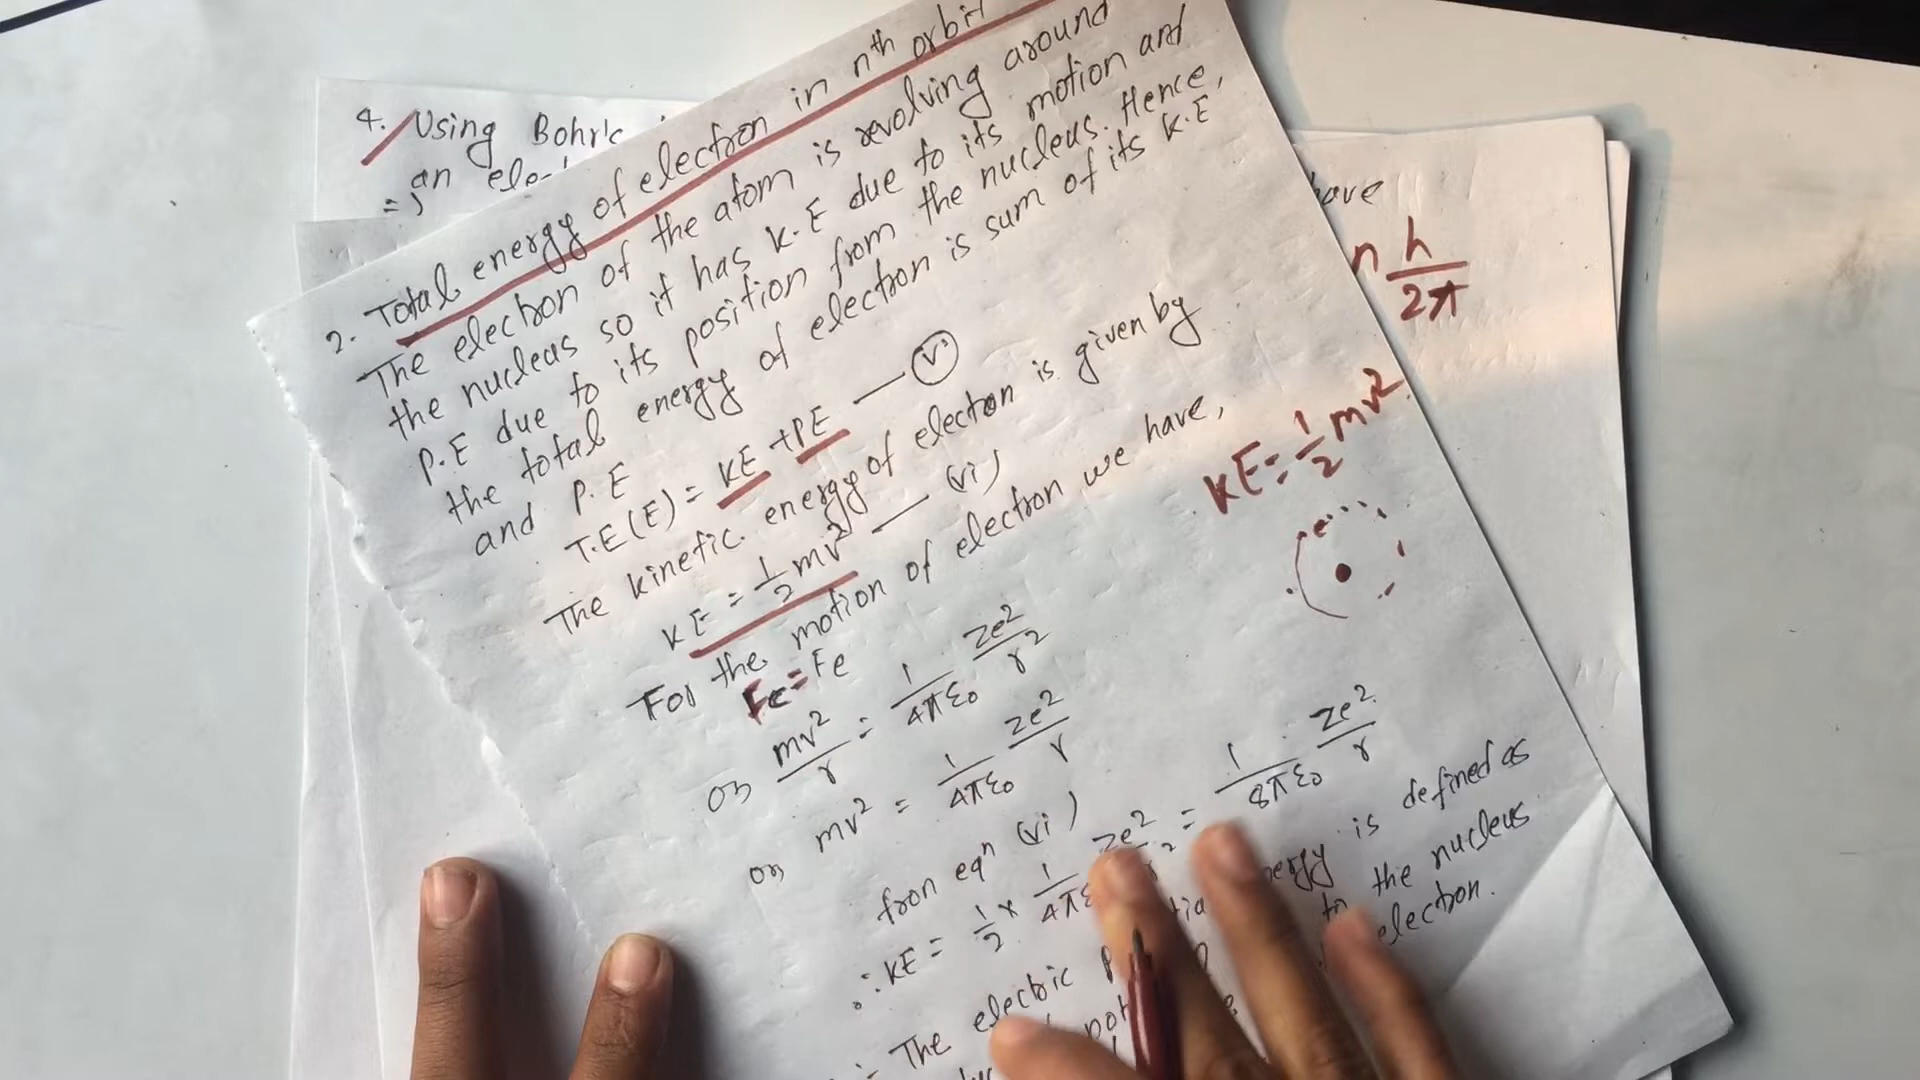 4. Using Bohr's
= an
2. Total energy of electron in nth orbit
The electron of the atom is revolving around
the nucleus so it has K.E due to its motion and
P.E due to its position from the nucleus. Hence,
the total energy of electron is sum of its K.E
and P.E
T.E(E) = KE + PE — (v)
The kinetic energy of electron is given by
KE = 1/2 mv² — (vi)
For the motion of electron we have,
Fc = Fe
or mv²/r = 1/4πε₀ Ze²/r²
or mv² = 1/4πε₀ Ze²/r
fron eqⁿ (vi)
∴ KE = 1/2 × 1/4πε Ze² = 1/8πε₀ Ze²/r
The electric is defined as
to the nucleus
electron.
have
n h/2π
KE = 1/2 mv²